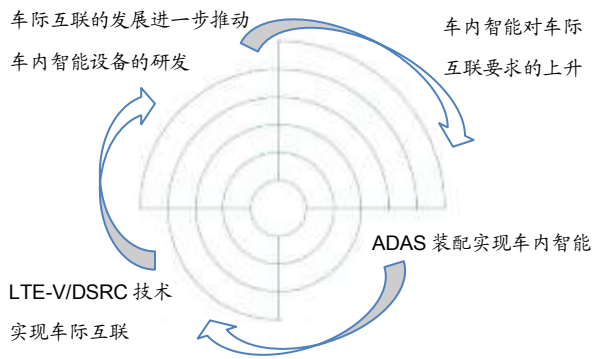 车际互联的发展进一步推动
车内智能设备的研发
车内智能对车际
互联要求的上升
ADAS 装配实现车内智能
LTE-V/DSRC 技术
实现车际互联